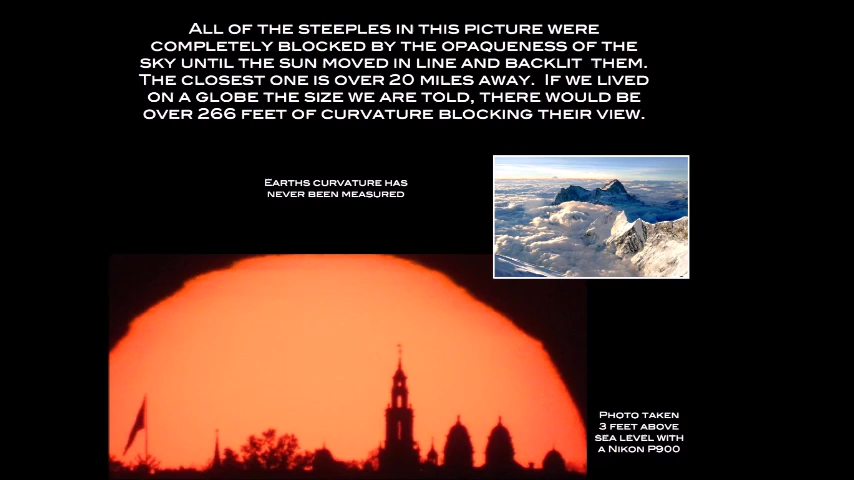 All of the steeples in this picture were
completely blocked by the opaqueness of the
sky until the sun moved in line and backlit them.
The closest one is over 20 miles away. If we lived
on a globe the size we are told, there would be
over 266 feet of curvature blocking their view.
Earths curvature has
never been measured
Photo taken
3 feet above
sea level with
a Nikon P900